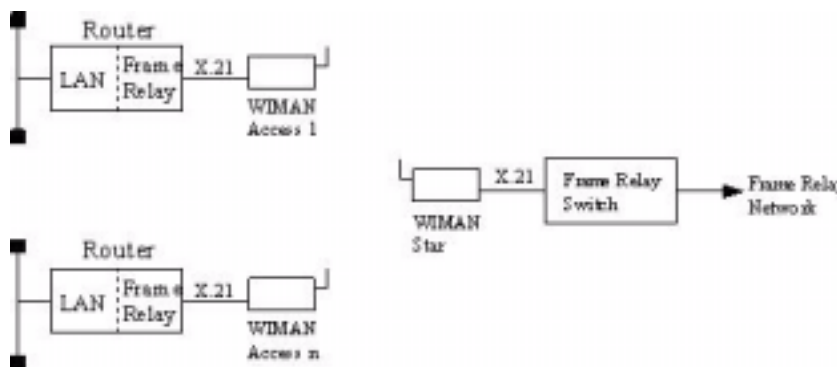 Router
LAN
Frame
Relay
X.21
WIMAN
Access 1
X.21
Frame Relay
Switch
Frame Relay
Network
WIMAN
Star
Router
LAN
Frame
Relay
X.21
WIMAN
Access n